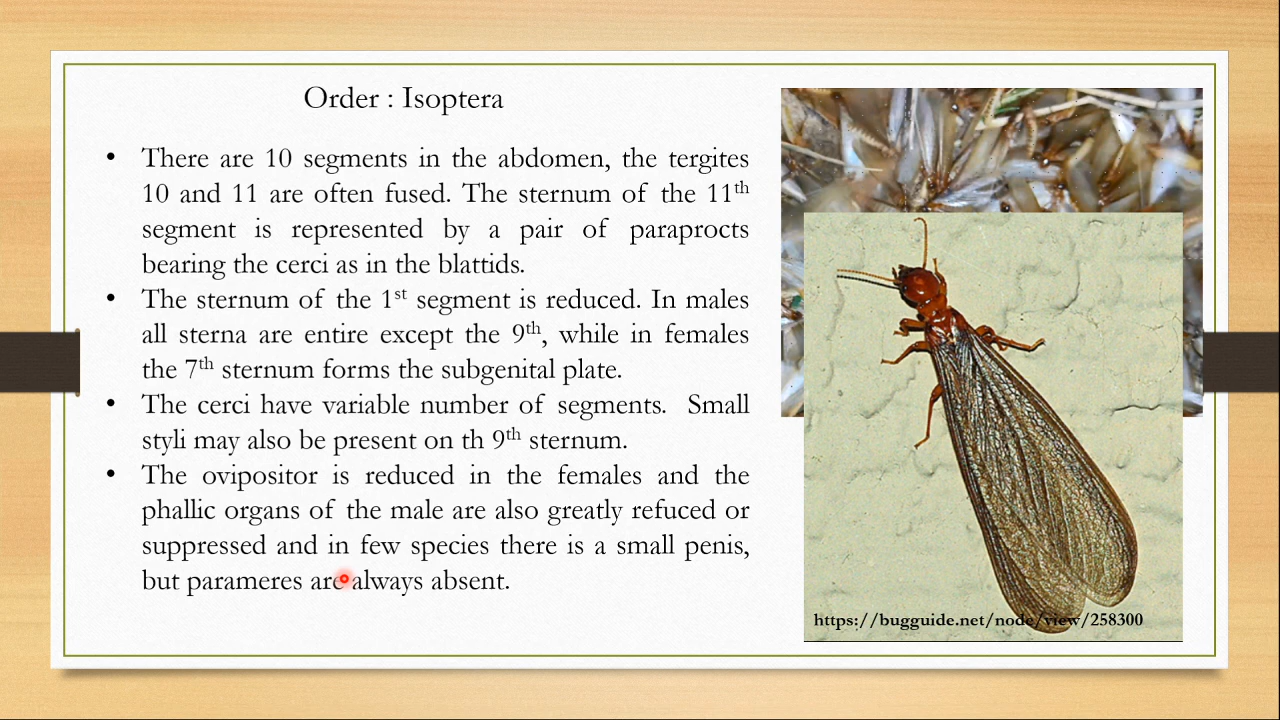 Order : Isoptera
• There are 10 segments in the abdomen, the tergites
10 and 11 are often fused. The sternum of the 11th
segment is represented by a pair of paraprocts
bearing the cerci as in the blattids.
• The sternum of the 1st segment is reduced. In males
all sterna are entire except the 9th, while in females
the 7th sternum forms the subgenital plate.
• The cerci have variable number of segments. Small
styli may also be present on th 9th sternum.
• The ovipositor is reduced in the females and the
phallic organs of the male are also greatly refuced or
suppressed and in few species there is a small penis,
but parameres are always absent.
https://bugguide.net/node/view/258300